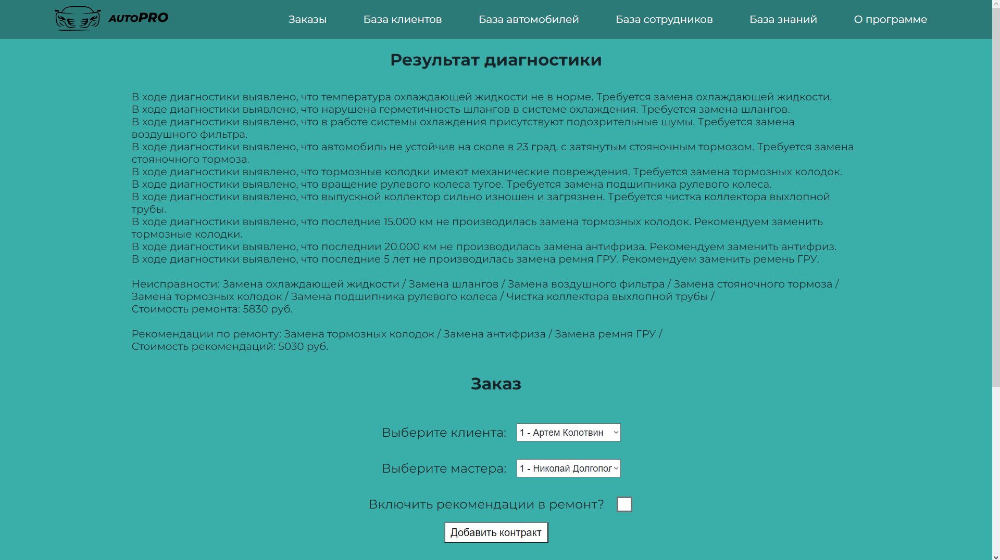 AUTOPRO
Заказы База клиентов База автомобилей База сотрудников База знаний О программе
Результат диагностики
В ходе диагностики выявлено, что температура охлаждающей жидкости не в норме. Требуется замена охлаждающей жидкости.
В ходе диагностики выявлено, что нарушена герметичность шлангов в системе охлаждения. Требуется замена шлангов.
В ходе диагностики выявлено, что в работе системы охлаждения присутствуют подозрительные шумы. Требуется замена
воздушного фильтра.
В ходе диагностики выявлено, что автомобиль не устойчив на сколе в 23 град. с затянутым стояночным тормозом. Требуется замена
стояночного тормоза.
В ходе диагностики выявлено, что тормозные колодки имеют механические повреждения. Требуется замена тормозных колодок.
В ходе диагностики выявлено, что вращение рулевого колеса тугое. Требуется замена подшипника рулевого колеса.
В ходе диагностики выявлено, что выпускной коллектор сильно изношен и загрязнен. Требуется чистка коллектора выхлопной
трубы.
В ходе диагностики выявлено, что последние 15.000 км не производилась замена тормозных колодок. Рекомендуем заменить
тормозные колодки.
В ходе диагностики выявлено, что последнии 20.000 км не производилась замена антифриза. Рекомендуем заменить антифриз.
В ходе диагностики выявлено, что последние 5 лет не производилась замена ремня ГРУ. Рекомендуем заменить ремень ГРУ.
Неисправности: Замена охлаждающей жидкости / Замена шлангов / Замена воздушного фильтра / Замена стояночного тормоза /
Замена тормозных колодок / Замена подшипника рулевого колеса / Чистка коллектора выхлопной трубы /
Стоимость ремонта: 5830 руб.
Рекомендации по ремонту: Замена тормозных колодок / Замена антифриза / Замена ремня ГРУ /
Стоимость рекомендаций: 5030 руб.
Заказ
Выберите клиента: 1 - Артем Колотвин
Выберите мастера: 1 - Николай Долгопол
Включить рекомендации в ремонт?
Добавить контракт